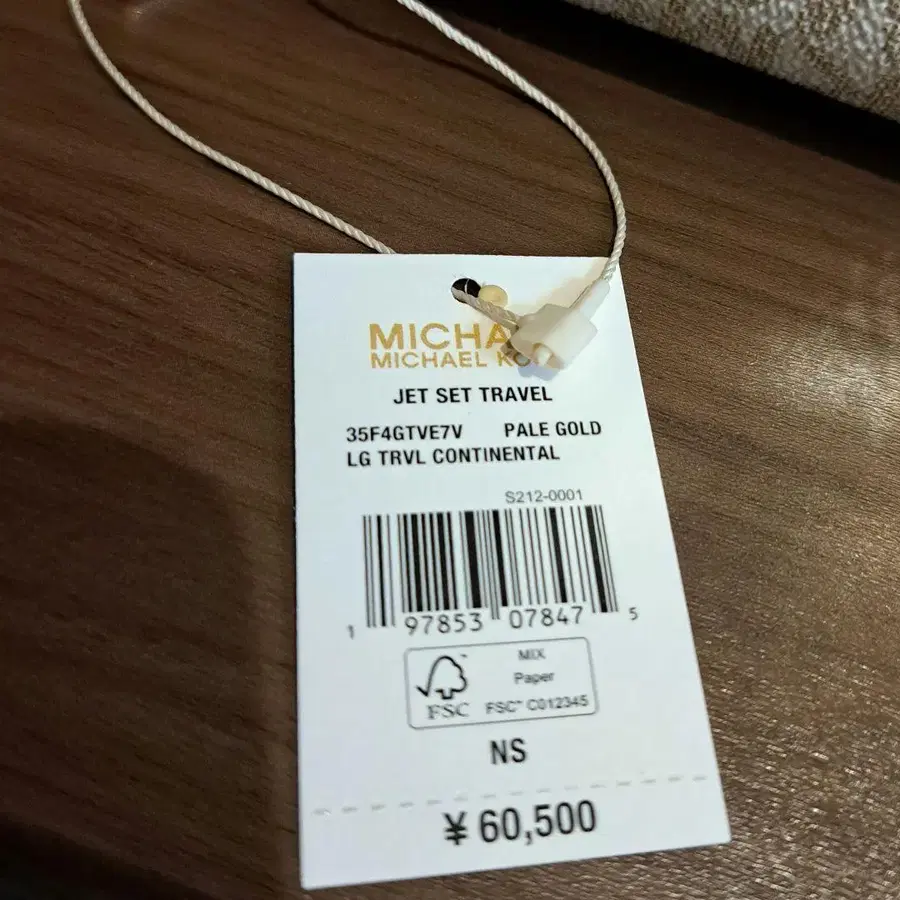 MICHA
MICHAEL
JET SET TRAVEL
35F4GTVE7V PALE GOLD
LG TRVL CONTINENTAL
S212-0001
1 97853 07847 5
FSC
MIX
Paper
FSC™ C012345
NS
¥ 60,500